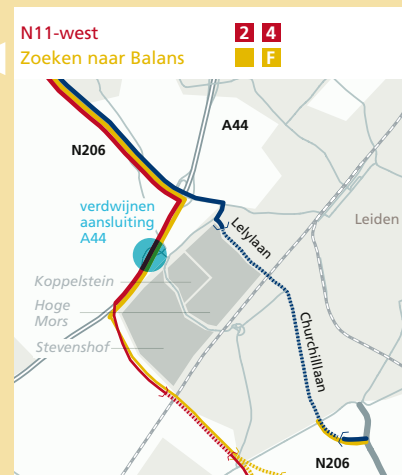 N11-west 2 4
Zoeken naar Balans F
A44
N206
verdwijnen
aansluiting
A44
Lelylaan
Leiden
Koppelstein
Hoge
Mors
Stevenshof
Churchilllaan
N206